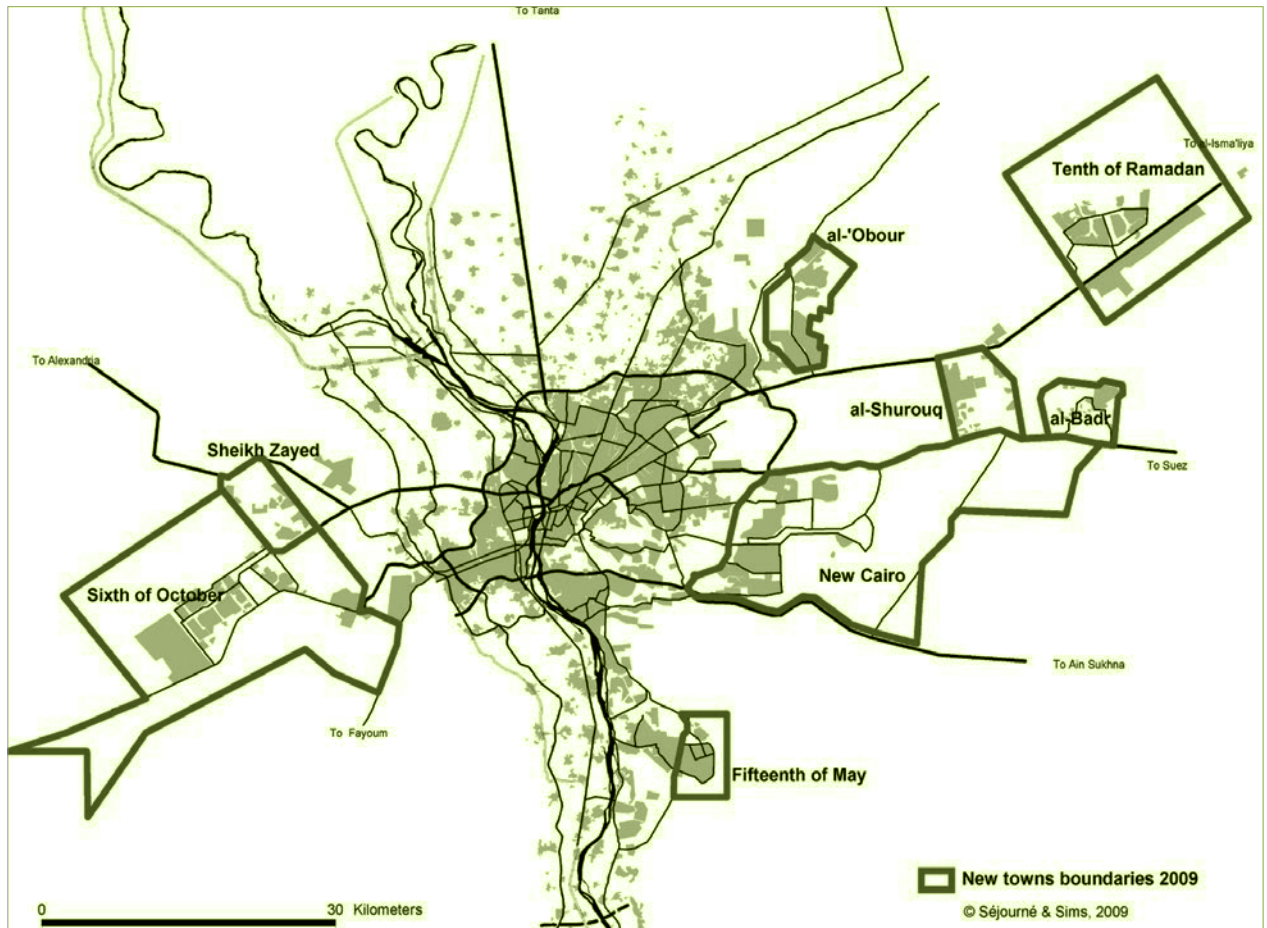 To Tanta
To al-Isma'iliya
Tenth of Ramadan
al-'Obour
To Alexandria
al-Shurouq
al-Badr
Sheikh Zayed
To Suez
New Cairo
Sixth of October
To Ain Sukhna
To Fayoum
Fifteenth of May
New towns boundaries 2009
0 30 Kilometers
© Séjourné & Sims, 2009